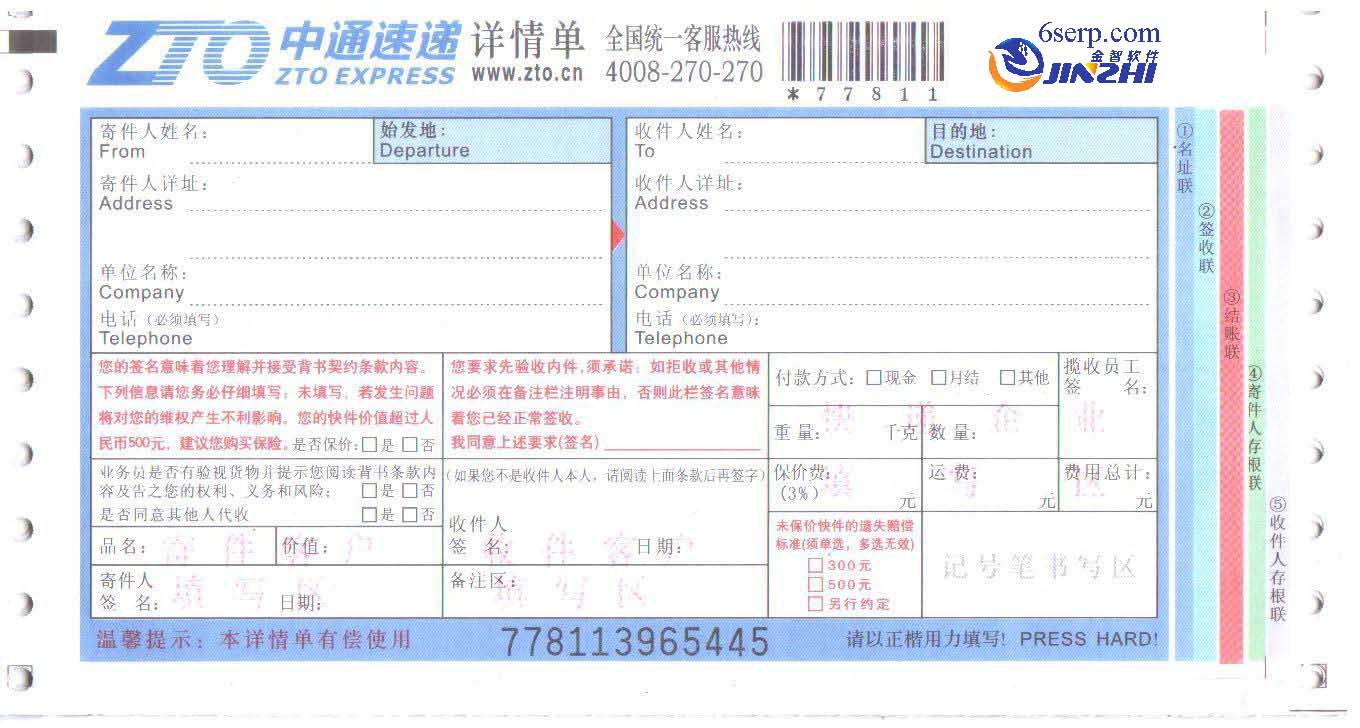 ZTO 中通速递 详情单 全国统一客服热线
ZTO EXPRESS www.zto.cn 4008-270-270
*77811
6serp.com
金智软件
JINZHI
寄件人姓名:
From
始发地:
Departure
收件人姓名:
To
目的地:
Destination
寄件人详址:
Address
收件人详址:
Address
单位名称:
Company
单位名称:
Company
电话(必须填写)
Telephone
电话(必须填写):
Telephone
您的签名意味着您理解并接受背书契约条款内容。
下列信息请您务必仔细填写; 未填写, 若发生问题
将对您的维权产生不利影响。您的快件价值超过人
民币500元, 建议您购买保险。是否保价:□是 □否
您要求先验收内件,须承诺: 如拒收或其他情
况必须在备注栏注明事由, 否则此栏签名意味
着您已经正常签收。
我同意上述要求(签名)
付款方式: □现金 □月结 □其他
揽收员工
签 名:
重量: 千克
数量:
快递企业
业务员是否有验视货物并提示您阅读背书条款内
容及告之您的权利、义务和风险; □是 □否
是否同意其他人代收 □是 □否
(如果您不是收件人本人, 请阅读上面条款后再签字)
收件人
签 名: 日期:
收件客户
保价费:
(3%) 元
运费:
元
费用总计:
元
填写区
品名: 价值:
寄件客户
寄件人
签 名: 日期:
填写区
备注区:
填写区
未保价快件的遗失赔偿
标准(须单选, 多选无效)
□300元
□500元
□另行约定
记号笔书写区
温馨提示: 本详情单有偿使用
778113965445
请以正楷用力填写! PRESS HARD!
①名址联
②签收联
③结账联
④寄件人存根联
⑤收件人存根联